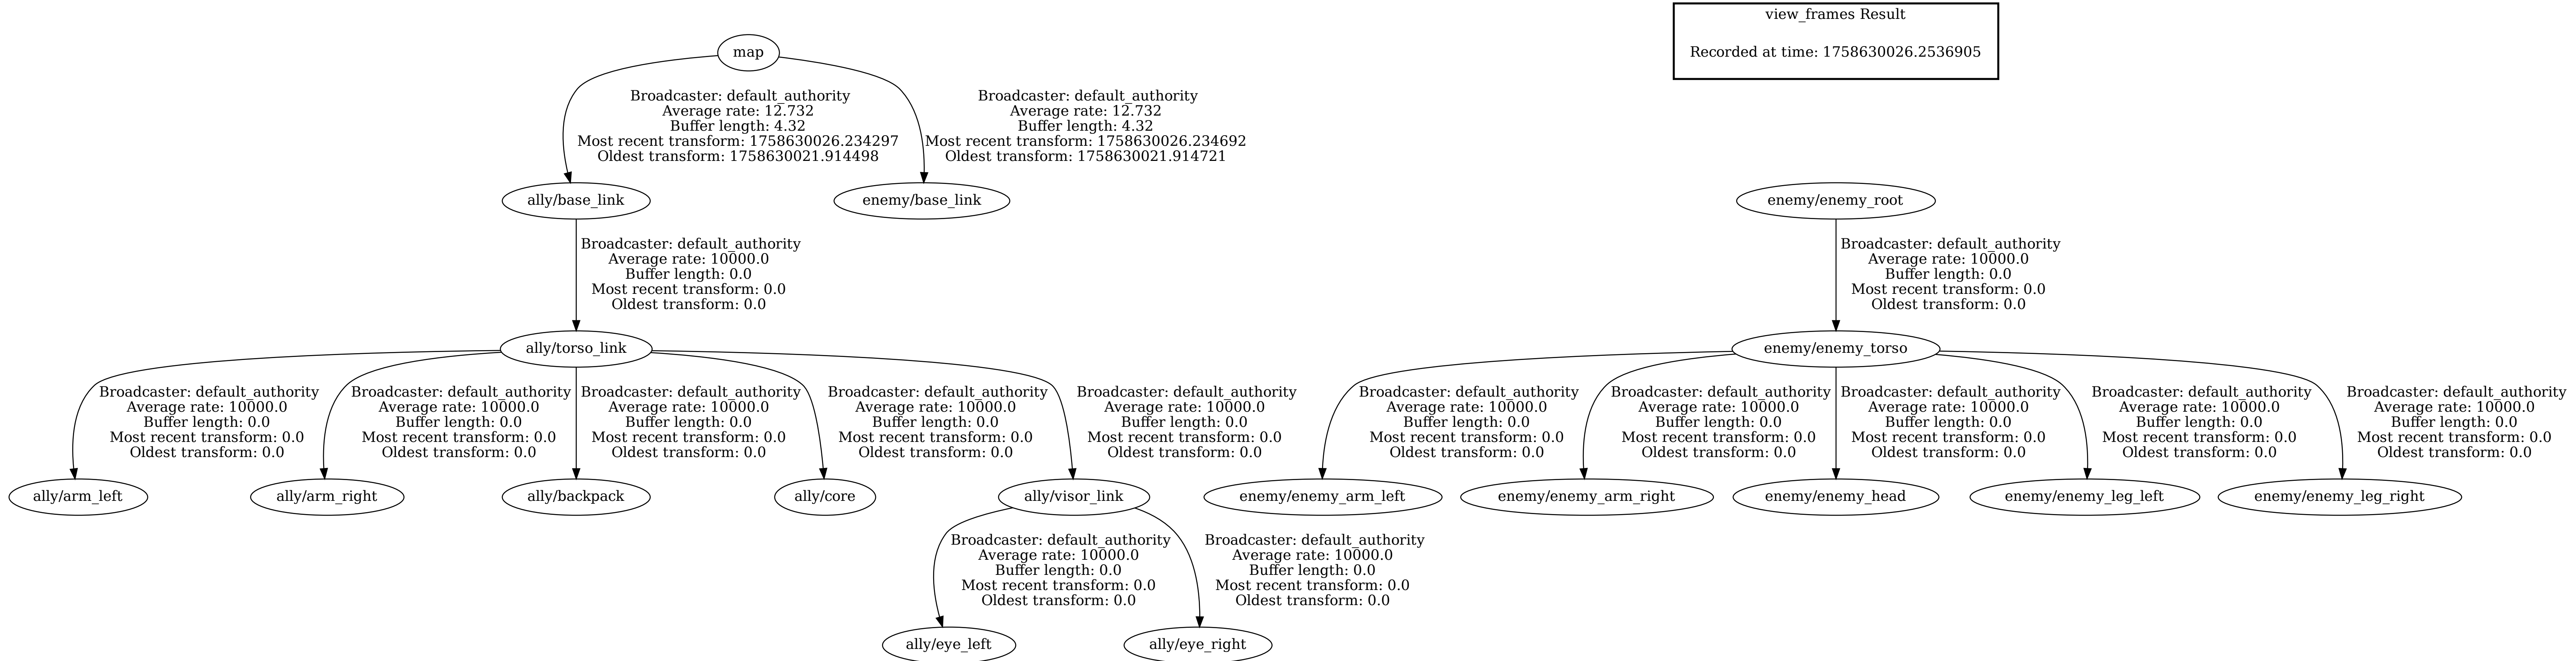 view_frames Result
Recorded at time: 1758630026.2536905
map
Broadcaster: default_authority
Average rate: 12.732
Buffer length: 4.32
Most recent transform: 1758630026.234297
Oldest transform: 1758630021.914498
Broadcaster: default_authority
Average rate: 12.732
Buffer length: 4.32
Most recent transform: 1758630026.234692
Oldest transform: 1758630021.914721
ally/base_link
enemy/base_link
enemy/enemy_root
Broadcaster: default_authority
Average rate: 10000.0
Buffer length: 0.0
Most recent transform: 0.0
Oldest transform: 0.0
Broadcaster: default_authority
Average rate: 10000.0
Buffer length: 0.0
Most recent transform: 0.0
Oldest transform: 0.0
ally/torso_link
enemy/enemy_torso
Broadcaster: default_authority
Average rate: 10000.0
Buffer length: 0.0
Most recent transform: 0.0
Oldest transform: 0.0
Broadcaster: default_authority
Average rate: 10000.0
Buffer length: 0.0
Most recent transform: 0.0
Oldest transform: 0.0
Broadcaster: default_authority
Average rate: 10000.0
Buffer length: 0.0
Most recent transform: 0.0
Oldest transform: 0.0
Broadcaster: default_authority
Average rate: 10000.0
Buffer length: 0.0
Most recent transform: 0.0
Oldest transform: 0.0
Broadcaster: default_authority
Average rate: 10000.0
Buffer length: 0.0
Most recent transform: 0.0
Oldest transform: 0.0
Broadcaster: default_authority
Average rate: 10000.0
Buffer length: 0.0
Most recent transform: 0.0
Oldest transform: 0.0
Broadcaster: default_authority
Average rate: 10000.0
Buffer length: 0.0
Most recent transform: 0.0
Oldest transform: 0.0
Broadcaster: default_authority
Average rate: 10000.0
Buffer length: 0.0
Most recent transform: 0.0
Oldest transform: 0.0
Broadcaster: default_authority
Average rate: 10000.0
Buffer length: 0.0
Most recent transform: 0.0
Oldest transform: 0.0
Broadcaster: default_authority
Average rate: 10000.0
Buffer length: 0.0
Most recent transform: 0.0
Oldest transform: 0.0
ally/arm_left
ally/arm_right
ally/backpack
ally/core
ally/visor_link
enemy/enemy_arm_left
enemy/enemy_arm_right
enemy/enemy_head
enemy/enemy_leg_left
enemy/enemy_leg_right
Broadcaster: default_authority
Average rate: 10000.0
Buffer length: 0.0
Most recent transform: 0.0
Oldest transform: 0.0
Broadcaster: default_authority
Average rate: 10000.0
Buffer length: 0.0
Most recent transform: 0.0
Oldest transform: 0.0
ally/eye_left
ally/eye_right